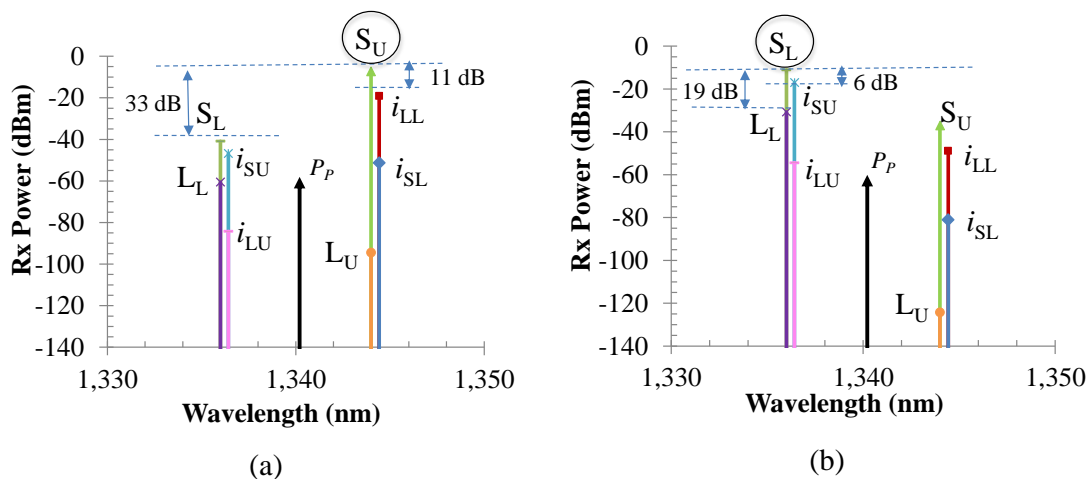 S_U
0
-20
-40
-60
-80
-100
-120
-140
Rx Power (dBm)
33 dB
11 dB
S_L
i_LL
i_SU
L_L
P_P
i_SL
i_LU
L_U
1,330
1,340
1,350
Wavelength (nm)
(a)
S_L
0
-20
-40
-60
-80
-100
-120
-140
Rx Power (dBm)
19 dB
6 dB
i_SU
L_L
S_U
i_LL
i_LU
P_P
i_SL
L_U
1,330
1,340
1,350
Wavelength (nm)
(b)